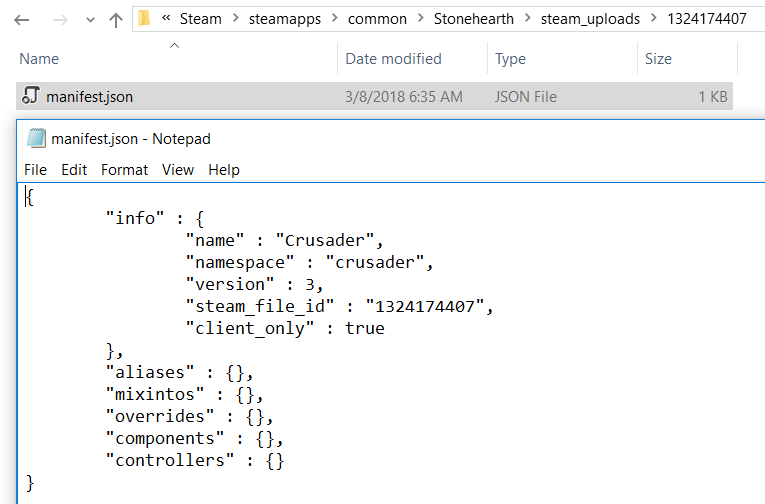 « Steam > steamapps > common > Stonehearth > steam_uploads > 1324174407
Name Date modified Type Size
manifest.json 3/8/2018 6:35 AM JSON File 1 KB
manifest.json - Notepad
File Edit Format View Help
{
"info" : {
"name" : "Crusader",
"namespace" : "crusader",
"version" : 3,
"steam_file_id" : "1324174407",
"client_only" : true
},
"aliases" : {},
"mixintos" : {},
"overrides" : {},
"components" : {},
"controllers" : {}
}